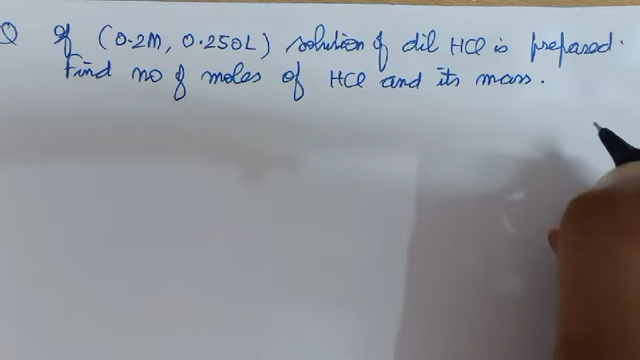 Q If (0.2M, 0.250L) solution of dil HCl is prepared.
Find no of moles of HCl and its mass.